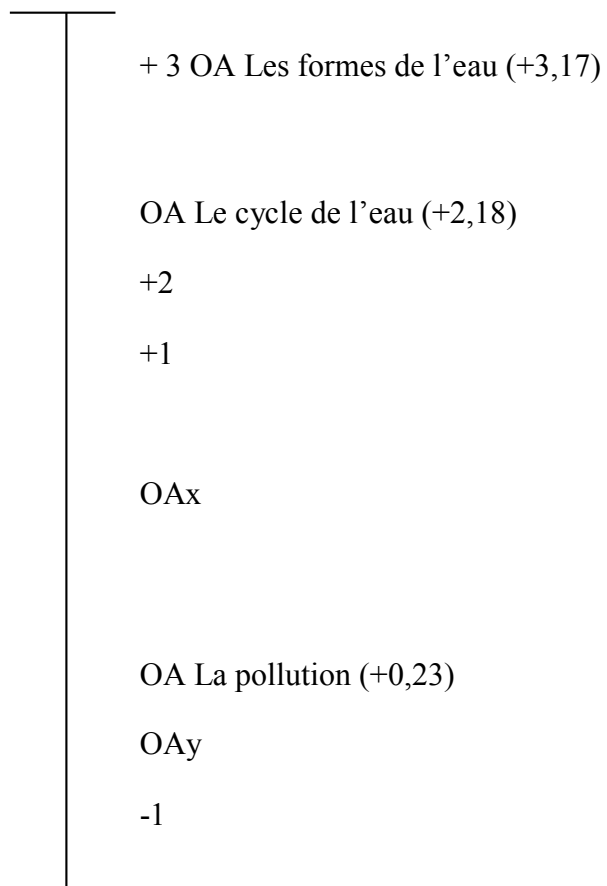 + 3 OA Les formes de l’eau (+3,17)
OA Le cycle de l’eau (+2,18)
+2
+1
OAx
OA La pollution (+0,23)
OAy
-1